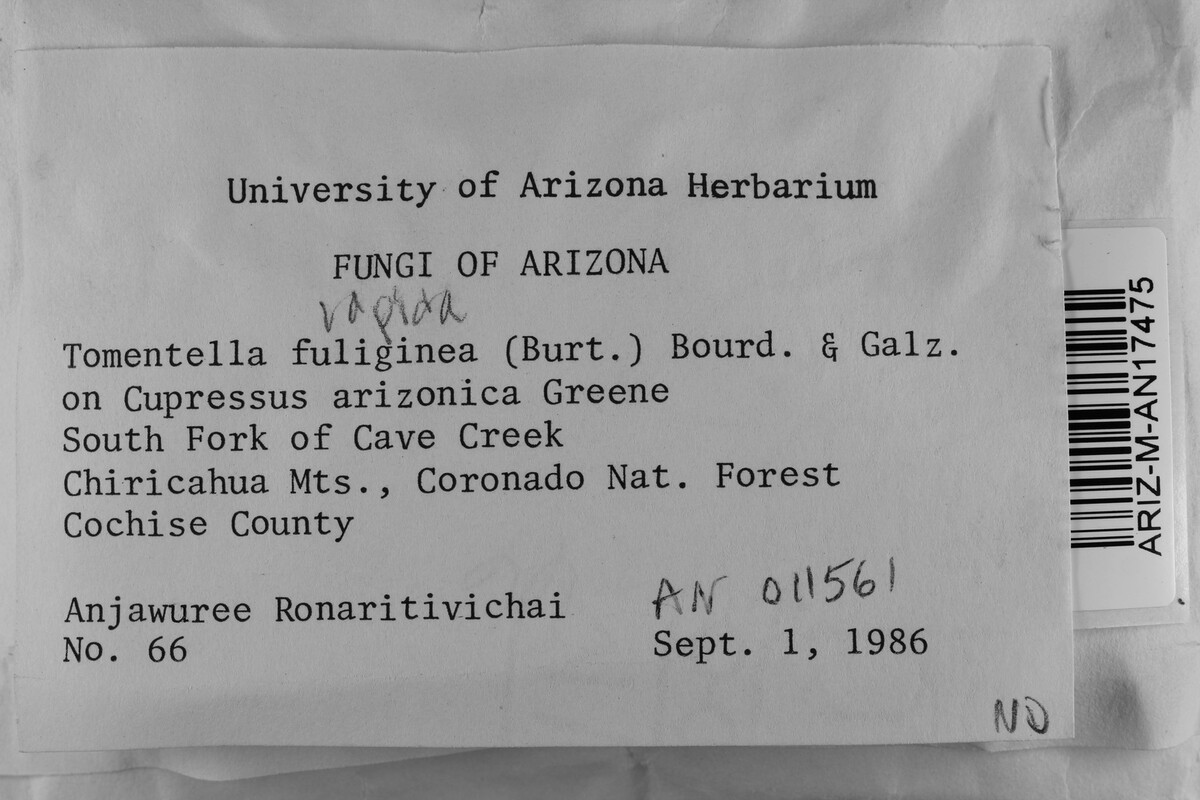 University of Arizona Herbarium
FUNGI OF ARIZONA
Tomentella fuliginea (Burt.) Bourd. & Galz.
on Cupressus arizonica Greene
South Fork of Cave Creek
Chiricahua Mts., Coronado Nat. Forest
Cochise County
Anjawuree Ronaritivichai
AN 011561
No. 66
Sept. 1, 1986
NO
ARIZ-M-AN17475